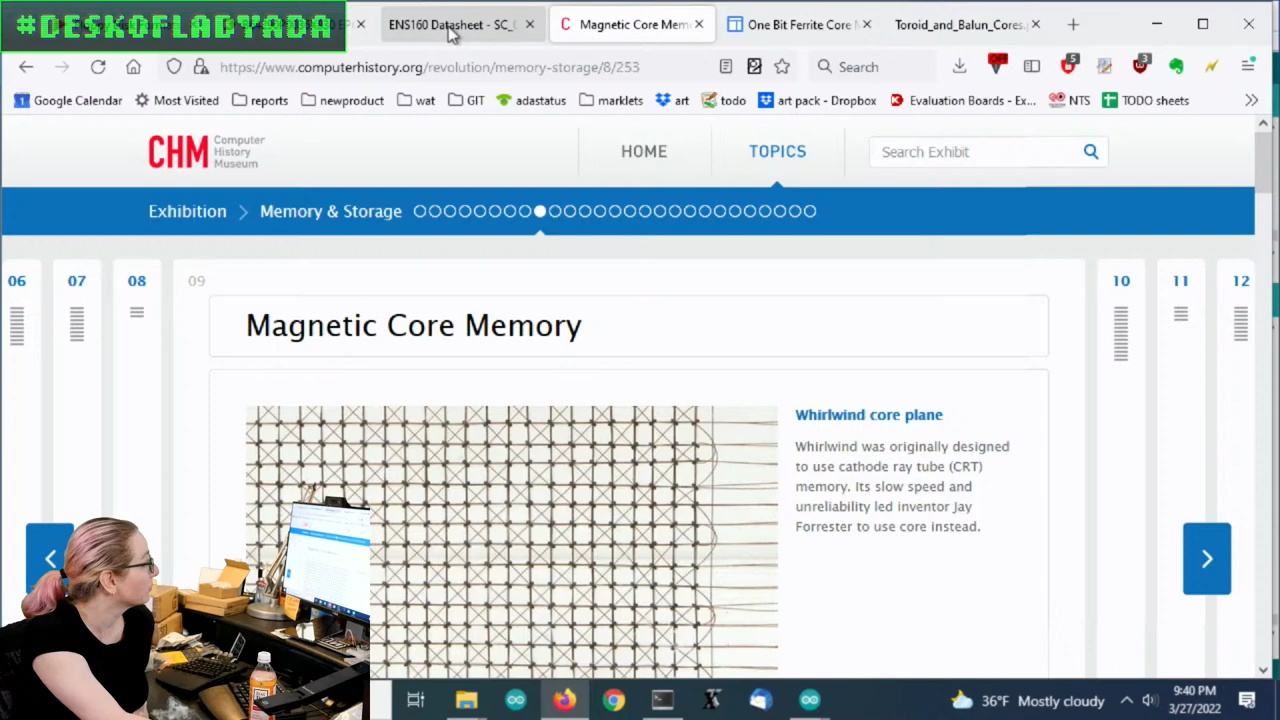 #DESKOFLADYADA
ENS160 Datasheet - SC_
Magnetic Core Mem
One Bit Ferrite Core M
Toroid_and_Balun_Cores.
https://www.computerhistory.org/revolution/memory-storage/8/253
Search
OFF
5
3
Google Calendar
Most Visited
reports
newproduct
wat
GIT
adastatus
marklets
art
todo
art pack - Dropbox
Evaluation Boards - Ex...
NTS
TODO sheets
CHM Computer
History
Museum
HOME
TOPICS
Search Exhibit
Exhibition
Memory & Storage
06
07
08
09
10
11
12
Magnetic Core Memory
Whirlwind core plane
Whirlwind was originally designed
to use cathode ray tube (CRT)
memory. Its slow speed and
unreliability led inventor Jay
Forrester to use core instead.
36°F Mostly cloudy
9:40 PM
3/27/2022